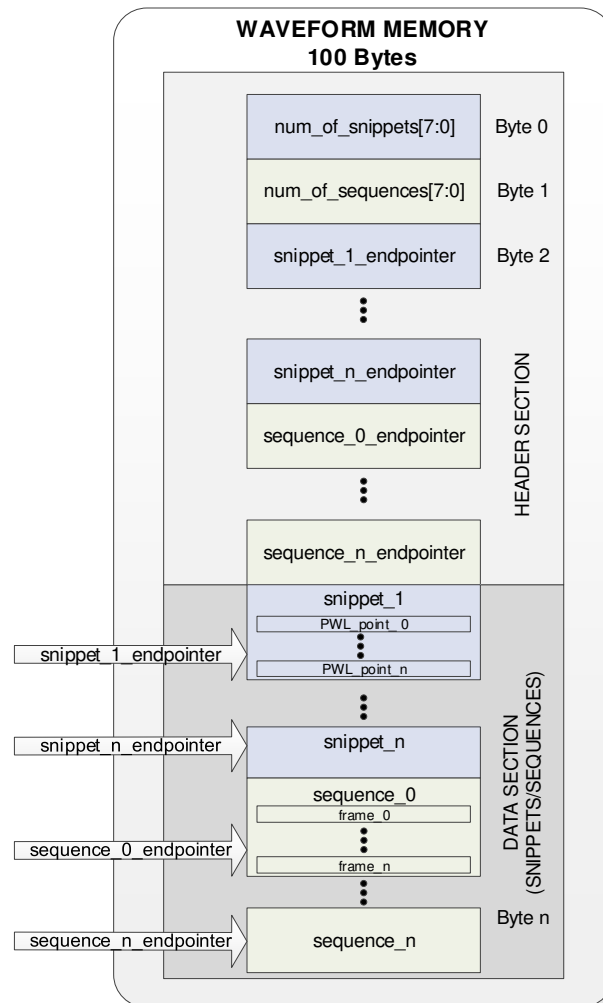 WAVEFORM MEMORY
100 Bytes
num_of_snippets[7:0]
Byte 0
num_of_sequences[7:0]
Byte 1
snippet_1_endpointer
Byte 2
snippet_n_endpointer
sequence_0_endpointer
sequence_n_endpointer
HEADER SECTION
snippet_1
PWL_point_0
PWL_point_n
snippet_1_endpointer
snippet_n
snippet_n_endpointer
sequence_0
frame_0
frame_n
sequence_0_endpointer
DATA SECTION
(SNIPPETS/SEQUENCES)
Byte n
sequence_n
sequence_n_endpointer